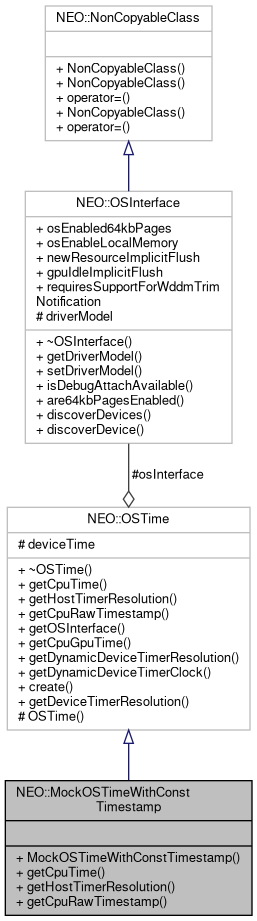 NEO::NonCopyableClass
+ NonCopyableClass()
+ NonCopyableClass()
+ operator=()
+ NonCopyableClass()
+ operator=()
NEO::OSInterface
+ osEnabled64kbPages
+ osEnableLocalMemory
+ newResourceImplicitFlush
+ gpuIdleImplicitFlush
+ requiresSupportForWddmTrim
Notification
# driverModel
+ ~OSInterface()
+ getDriverModel()
+ setDriverModel()
+ isDebugAttachAvailable()
+ are64kbPagesEnabled()
+ discoverDevices()
+ discoverDevice()
#osInterface
NEO::OSTime
# deviceTime
+ ~OSTime()
+ getCpuTime()
+ getHostTimerResolution()
+ getCpuRawTimestamp()
+ getOSInterface()
+ getCpuGpuTime()
+ getDynamicDeviceTimerResolution()
+ getDynamicDeviceTimerClock()
+ create()
+ getDeviceTimerResolution()
# OSTime()
NEO::MockOSTimeWithConst
Timestamp
+ MockOSTimeWithConstTimestamp()
+ getCpuTime()
+ getHostTimerResolution()
+ getCpuRawTimestamp()